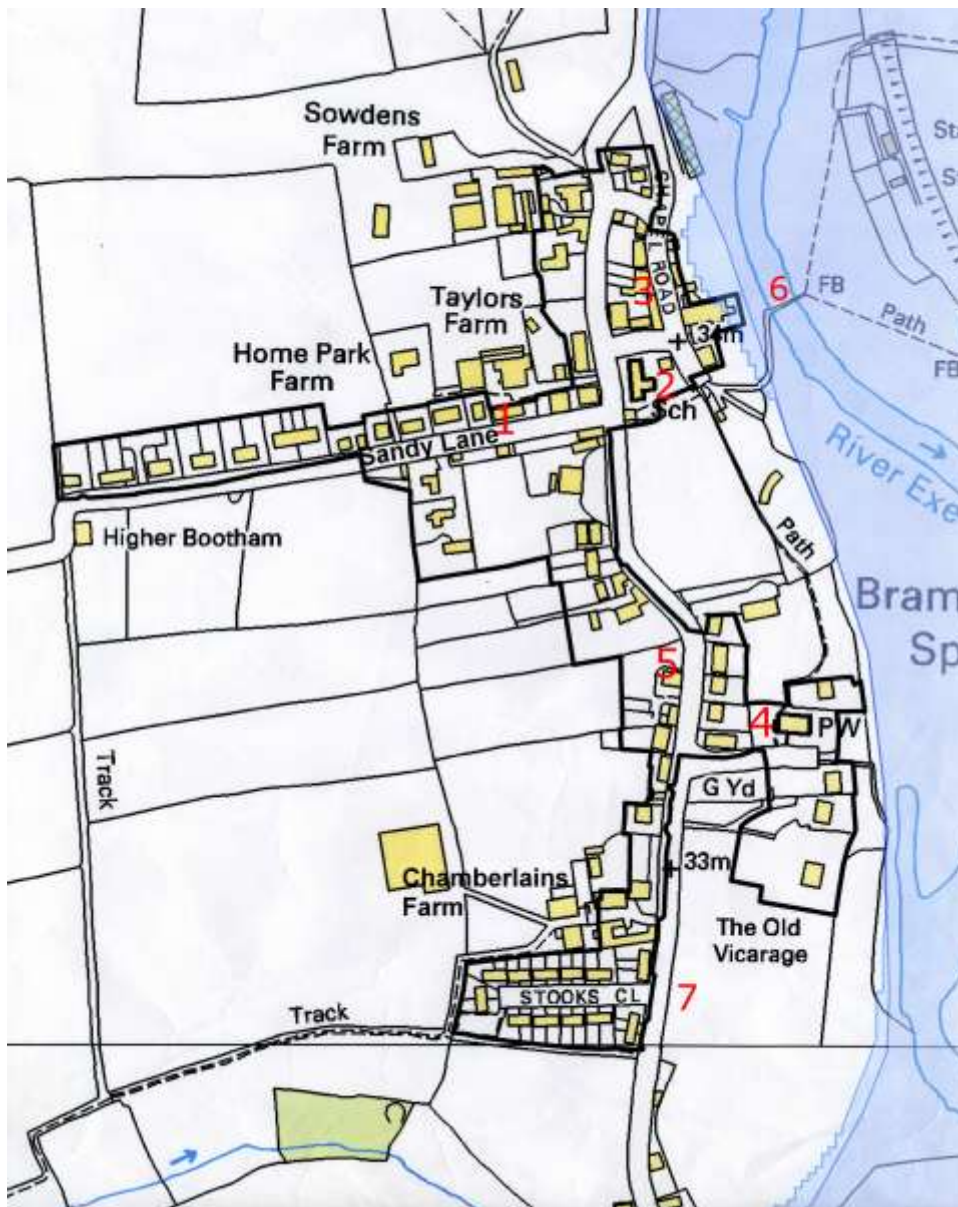 Sowdens
Farm
Sta
S
CHAPEL ROAD
3
6
FB
Taylors
Farm
34m
Path
FB
Home Park
Farm
2
Sch
1
Sandy Lane
River Exe
Higher Bootham
Path
Bram
Sp
5
4
PW
Track
G Yd
33m
Chamberlains
Farm
The Old
Vicarage
STOOKS CL
7
Track